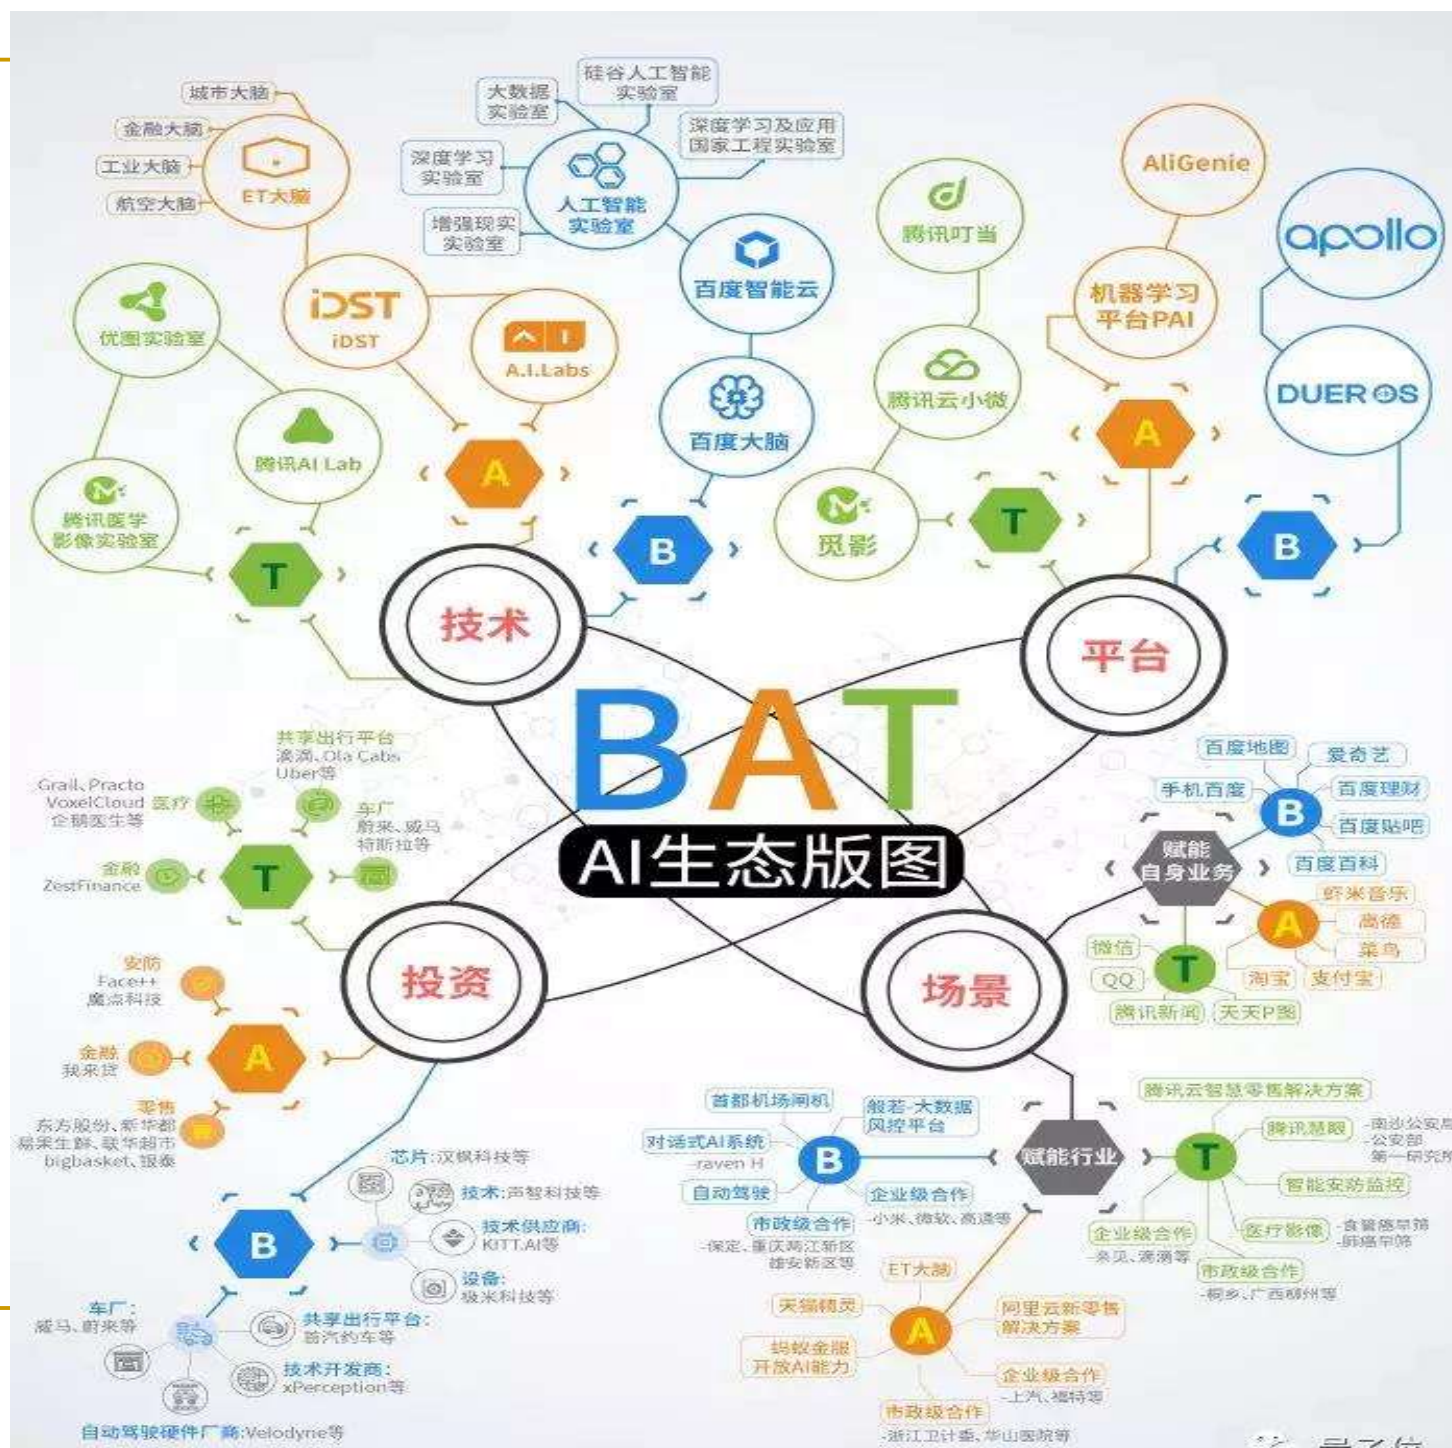 城市大脑
金融大脑
工业大脑
航空大脑
ET大脑
大数据
实验室
硅谷人工智能
实验室
深度学习及应用
国家工程实验室
深度学习
实验室
增强现实
实验室
人工智能
实验室
百度智能云
百度大脑
iDST
iDST
A.I.Labs
优图实验室
腾讯AI Lab
腾讯医学
影像实验室
A
B
T
技术
腾讯叮当
腾讯云小微
觅影
AliGenie
机器学习
平台PAI
apollo
DUER OS
T
A
B
平台
BAT
AI生态版图
共享出行平台
滴滴、Ola Cabs
Uber等
Grail、Practo
VoxelCloud
企鹅医生等
医疗
车厂
蔚来、威马
特斯拉等
金融
ZestFinance
T
投资
安防
Face++
魔点科技
金融
我来贷
零售
东方股份、新华都
易果生鲜、联华超市
bigbasket、银泰
A
芯片:汉枫科技等
技术:声智科技等
技术供应商:
KITT.AI等
设备:
极米科技等
B
车厂:
威马、蔚来等
共享出行平台:
首汽约车等
技术开发商:
xPerception等
自动驾驶硬件厂商:Velodyne等
场景
赋能
自身业务
百度地图
爱奇艺
手机百度
百度理财
百度贴吧
百度百科
B
虾米音乐
高德
菜鸟
淘宝
支付宝
A
微信
QQ
腾讯新闻
天天P图
T
赋能行业
首都机场闸机
般若-大数据
风控平台
对话式AI系统
-raven H
自动驾驶
市政级合作
-保定、重庆两江新区
雄安新区等
企业级合作
-小米、微软、高通等
B
腾讯云智慧零售解决方案
腾讯慧眼
-南沙公安局
-公安部
第一研究所
智能安防监控
医疗影像
-食管癌早筛
-肺癌早筛
企业级合作
-来见、滴滴等
市政级合作
-桐乡、广西柳州等
T
ET大脑
天猫精灵
蚂蚁金服
开放AI能力
阿里云新零售
解决方案
企业级合作
-上汽、福特等
市政级合作
-浙江卫计委、华山医院等
A